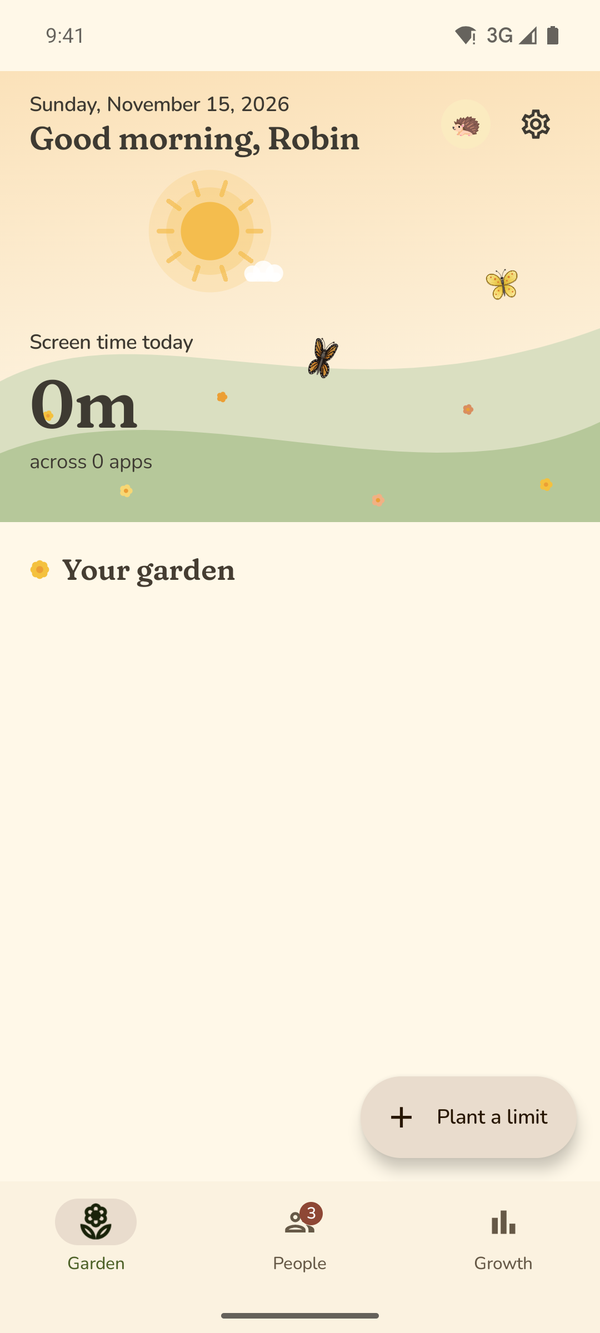 9:41
3G
Sunday, November 15, 2026
Good morning, Robin
Screen time today
0m
across 0 apps
Your garden
Plant a limit
3
Garden
People
Growth